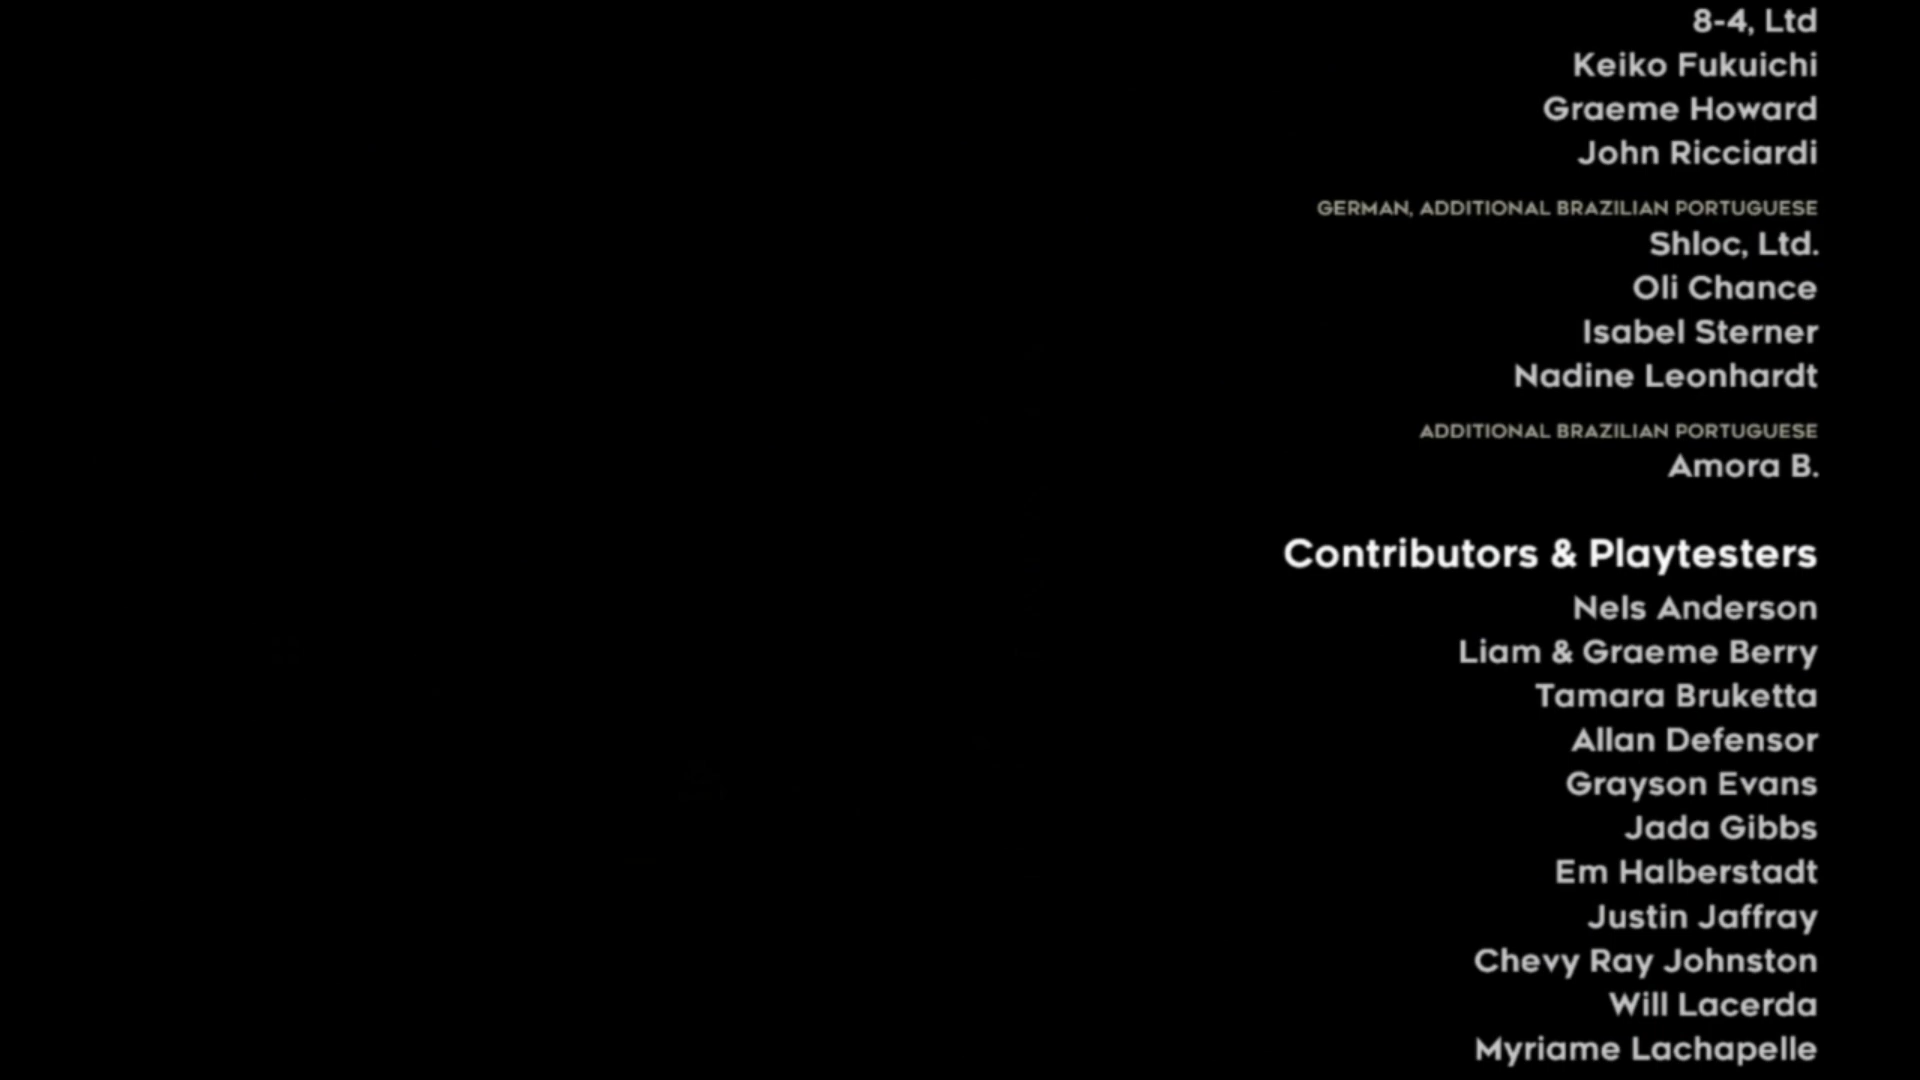 8-4, Ltd
Keiko Fukuichi
Graeme Howard
John Ricciardi
GERMAN, ADDITIONAL BRAZILIAN PORTUGUESE
Shloc, Ltd.
Oli Chance
Isabel Sterner
Nadine Leonhardt
ADDITIONAL BRAZILIAN PORTUGUESE
Amora B.
Contributors & Playtesters
Nels Anderson
Liam & Graeme Berry
Tamara Bruketta
Allan Defensor
Grayson Evans
Jada Gibbs
Em Halberstadt
Justin Jaffray
Chevy Ray Johnston
Will Lacerda
Myriame Lachapelle